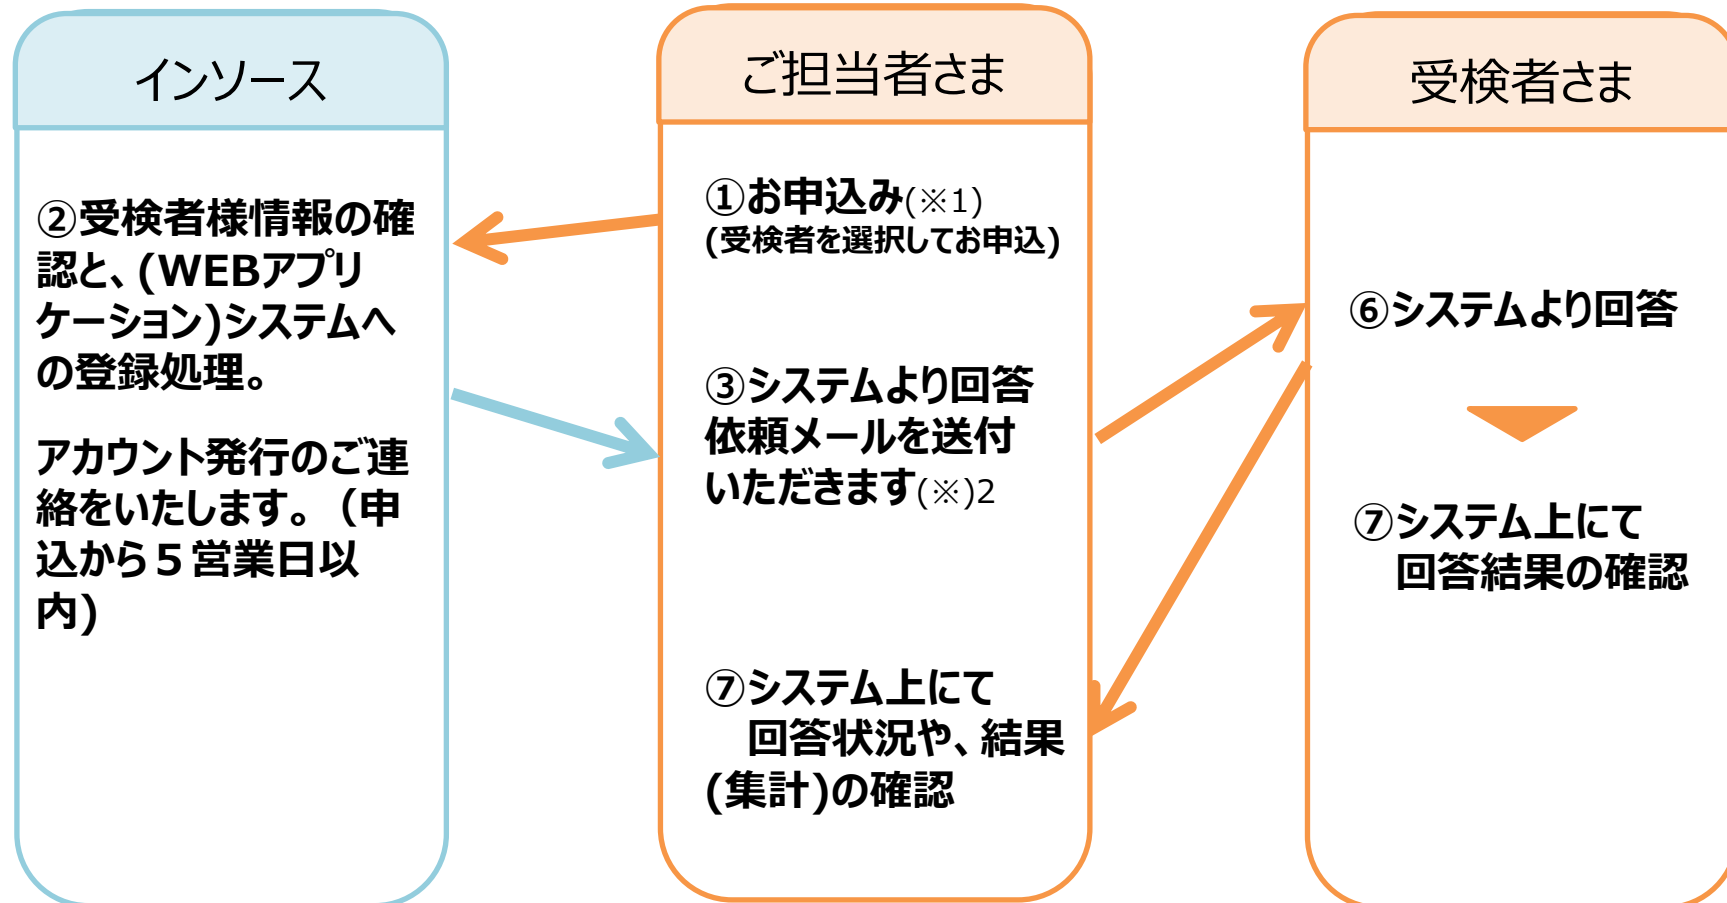 インソース
②受検者様情報の確
認と、(WEBアプリ
ケーション)システムへ
の登録処理。
アカウント発行のご連
絡をいたします。（申
込から５営業日以
内)
ご担当者さま
①お申込み(※1)
(受検者を選択してお申込)
③システムより回答
依頼メールを送付
いただきます(※)2
⑦システム上にて
回答状況や、結果
(集計)の確認
受検者さま
⑥システムより回答
⑦システム上にて
回答結果の確認